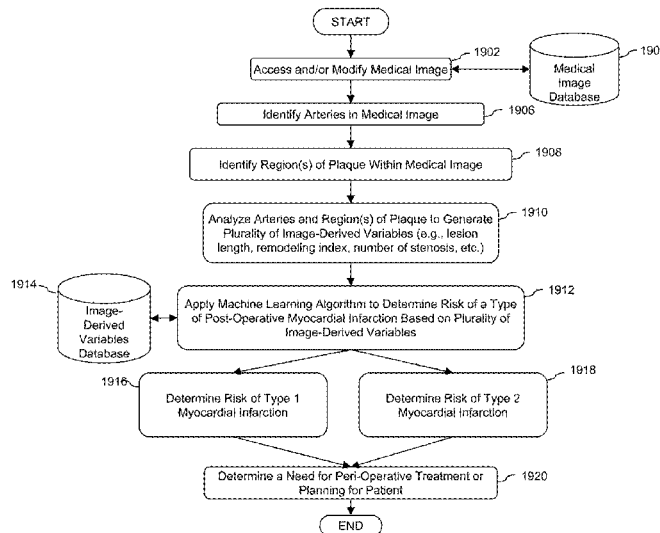 START
1902
Access and/or Modify Medical Image
190
Medical
Image
Database
Identify Arteries in Medical Image
1906
Identify Region(s) of Plaque Within Medical Image
1908
Analyze Arteries and Region(s) of Plaque to Generate
Plurality of Image-Derived Variables (e.g., lesion
length, remodeling index, number of stenosis, etc.)
1910
1914
Image-
Derived
Variables
Database
Apply Machine Learning Algorithm to Determine Risk of a Type
of Post-Operative Myocardial Infarction Based on Plurality of
Image-Derived Variables
1912
1916
Determine Risk of Type 1
Myocardial Infarction
Determine Risk of Type 2
Myocardial Infarction
1918
Determine a Need for Peri-Operative Treatment or
Planning for Patient
1920
END